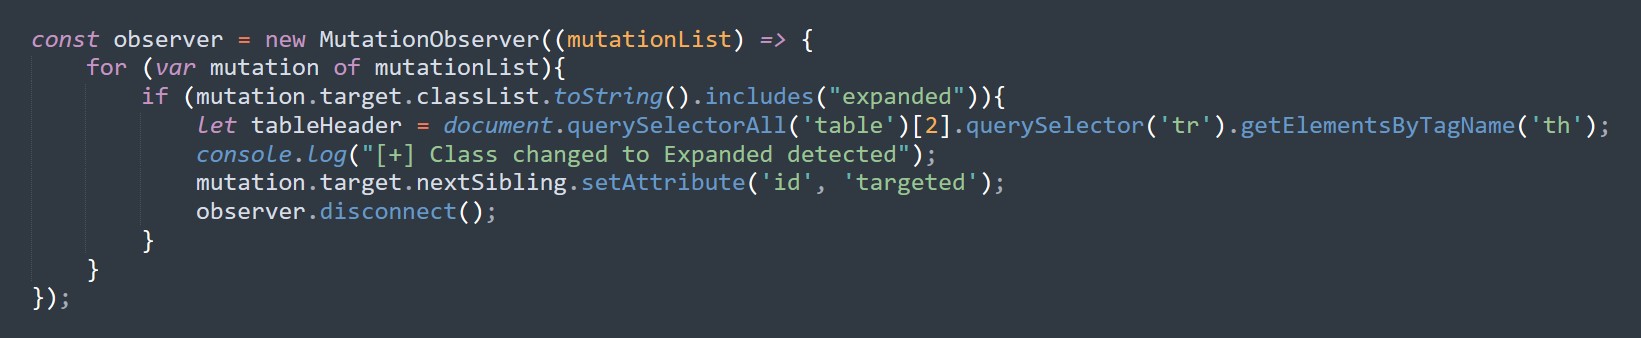 const observer = new MutationObserver((mutationList) => {
    for (var mutation of mutationList){
        if (mutation.target.classList.toString().includes("expanded")){
            let tableHeader = document.querySelectorAll('table')[2].querySelector('tr').getElementsByTagName('th');
            console.log("[+] Class changed to Expanded detected");
            mutation.target.nextSibling.setAttribute('id', 'targeted');
            observer.disconnect();
        }
    }
});